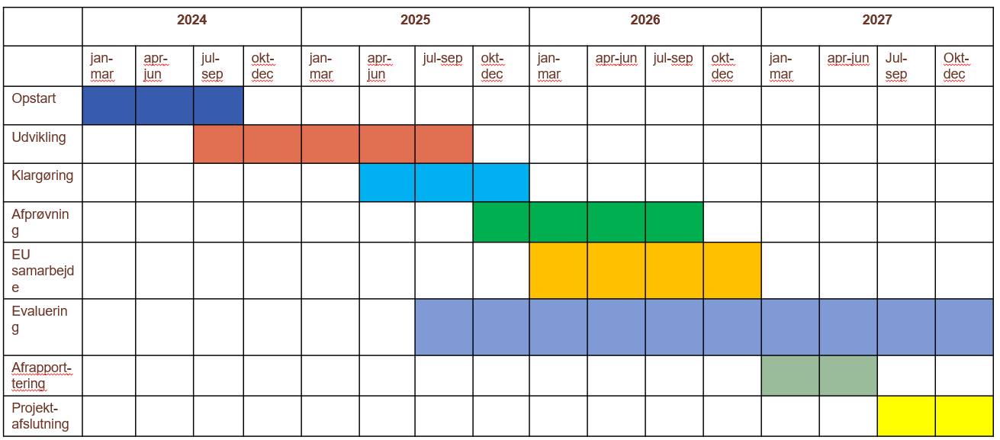 2024 2025 2026 2027
jan- apr- jul- okt- jan- apr- jul-sep okt- jan- apr-jun jul-sep okt- jan- apr-jun Jul- Okt-
mar jun sep dec mar jun dec mar dec mar sep dec
Opstart
Udvikling
Klargøring
Afprøvnin
g
EU
samarbejd
e
Evaluerin
g
Afrapport-
tering
Projekt-
afslutning